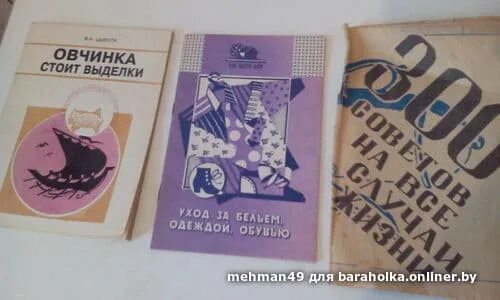 ОВЧИНКА
СТОИТ ВЫДЕЛКИ
УХОД ЗА БЕЛЬЕМ,
ОДЕЖДОЙ, ОБУВЬЮ
300
СОВЕТОВ
НА ВСЕ
СЛУЧАИ
ЖИЗНИ
mehman49 для baraholka.onliner.by